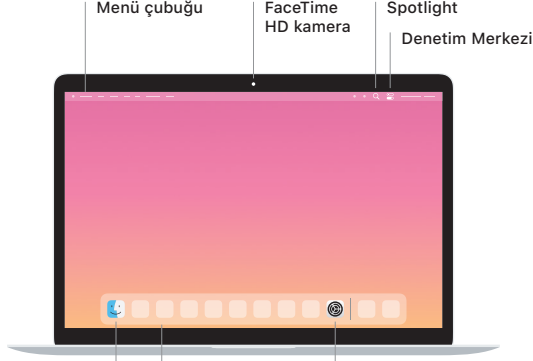 Menü çubuğu
FaceTime
HD kamera
Spotlight
Denetim Merkezi